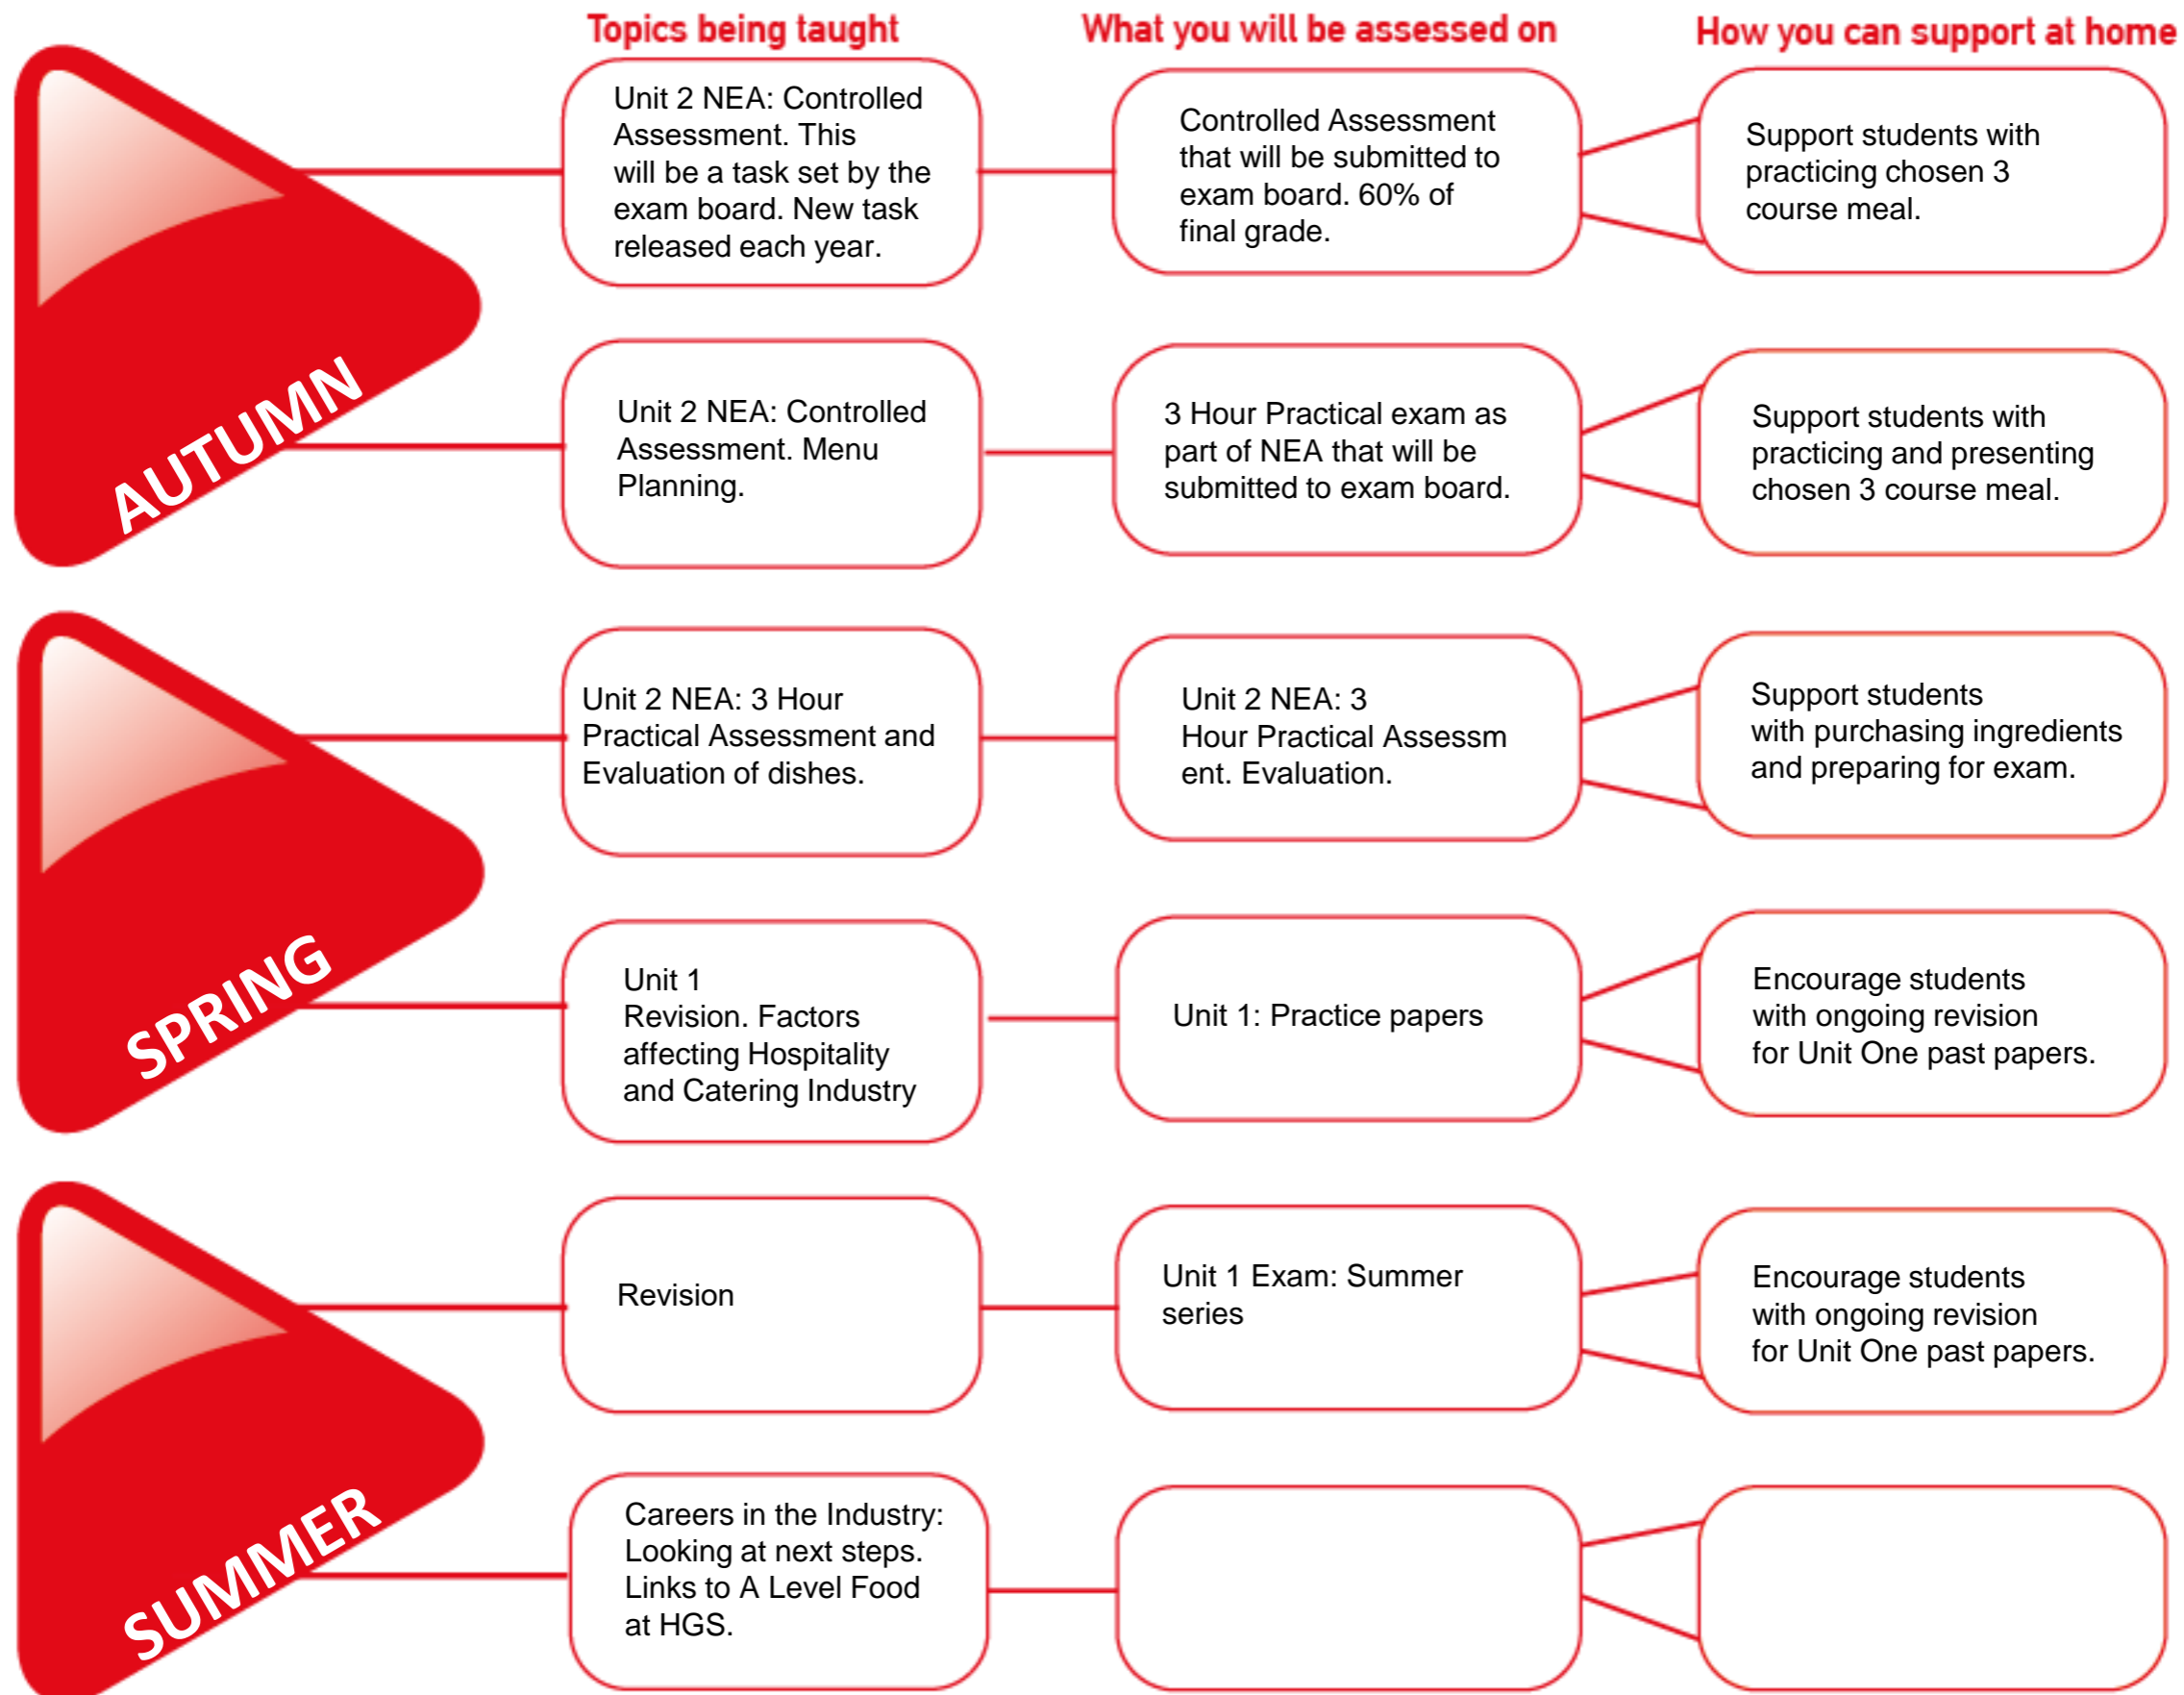 Topics being taught
What you will be assessed on
How you can support at home
AUTUMN
Unit 2 NEA: Controlled
Assessment. This
will be a task set by the
exam board. New task
released each year.
Controlled Assessment
that will be submitted to
exam board. 60% of
final grade.
Support students with
practicing chosen 3
course meal.
Unit 2 NEA: Controlled
Assessment. Menu
Planning.
3 Hour Practical exam as
part of NEA that will be
submitted to exam board.
Support students with
practicing and presenting
chosen 3 course meal.
SPRING
Unit 2 NEA: 3 Hour
Practical Assessment and
Evaluation of dishes.
Unit 2 NEA: 3
Hour Practical Assessm
ent. Evaluation.
Support students
with purchasing ingredients
and preparing for exam.
Unit 1
Revision. Factors
affecting Hospitality
and Catering Industry
Unit 1: Practice papers
Encourage students
with ongoing revision
for Unit One past papers.
SUMMER
Revision
Unit 1 Exam: Summer
series
Encourage students
with ongoing revision
for Unit One past papers.
Careers in the Industry:
Looking at next steps.
Links to A Level Food
at HGS.